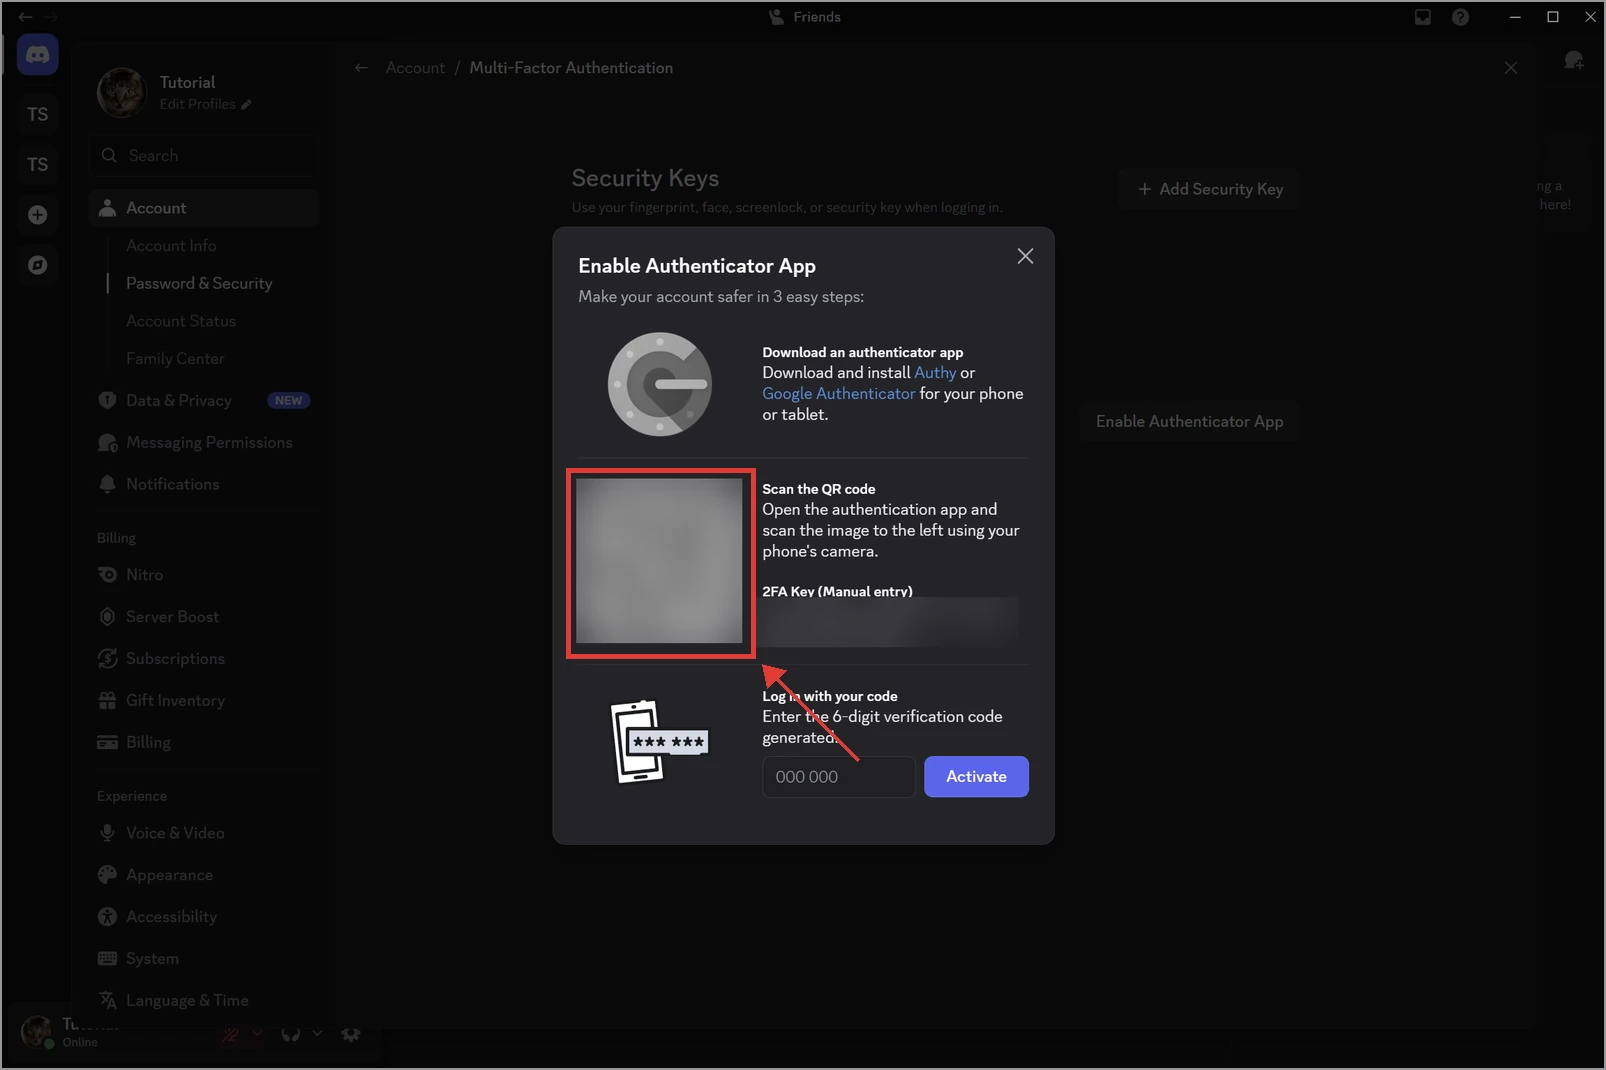 Friends
TS
TS
Tutorial
Edit Profiles
Search
Account
Account Info
Password & Security
Account Status
Family Center
Data & Privacy NEW
Messaging Permissions
Notifications
Billing
Nitro
Server Boost
Subscriptions
Gift Inventory
Billing
Experience
Voice & Video
Appearance
Accessibility
System
Language & Time
Tutorial
Online
Account / Multi-Factor Authentication
Security Keys
Use your fingerprint, face, screenlock, or security key when logging in.
+ Add Security Key
ng a
here!
Enable Authenticator App
Enable Authenticator App
Make your account safer in 3 easy steps:
Download an authenticator app
Download and install Authy or
Google Authenticator for your phone
or tablet.
Scan the QR code
Open the authentication app and
scan the image to the left using your
phone's camera.
2FA Key (Manual entry)
*** ***
Log in with your code
Enter the 6-digit verification code
generated.
000 000
Activate